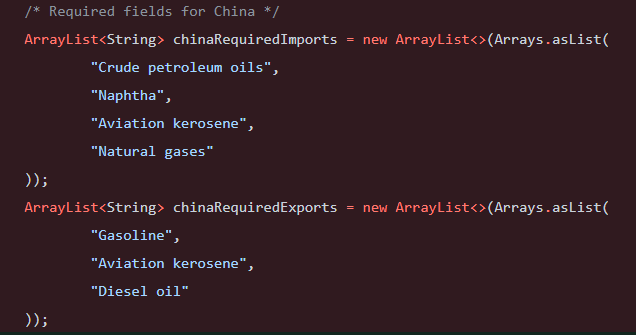 /* Required fields for China */
ArrayList<String> chinaRequiredImports = new ArrayList<>(Arrays.asList(
"Crude petroleum oils",
"Naphtha",
"Aviation kerosene",
"Natural gases"
));
ArrayList<String> chinaRequiredExports = new ArrayList<>(Arrays.asList(
"Gasoline",
"Aviation kerosene",
"Diesel oil"
));